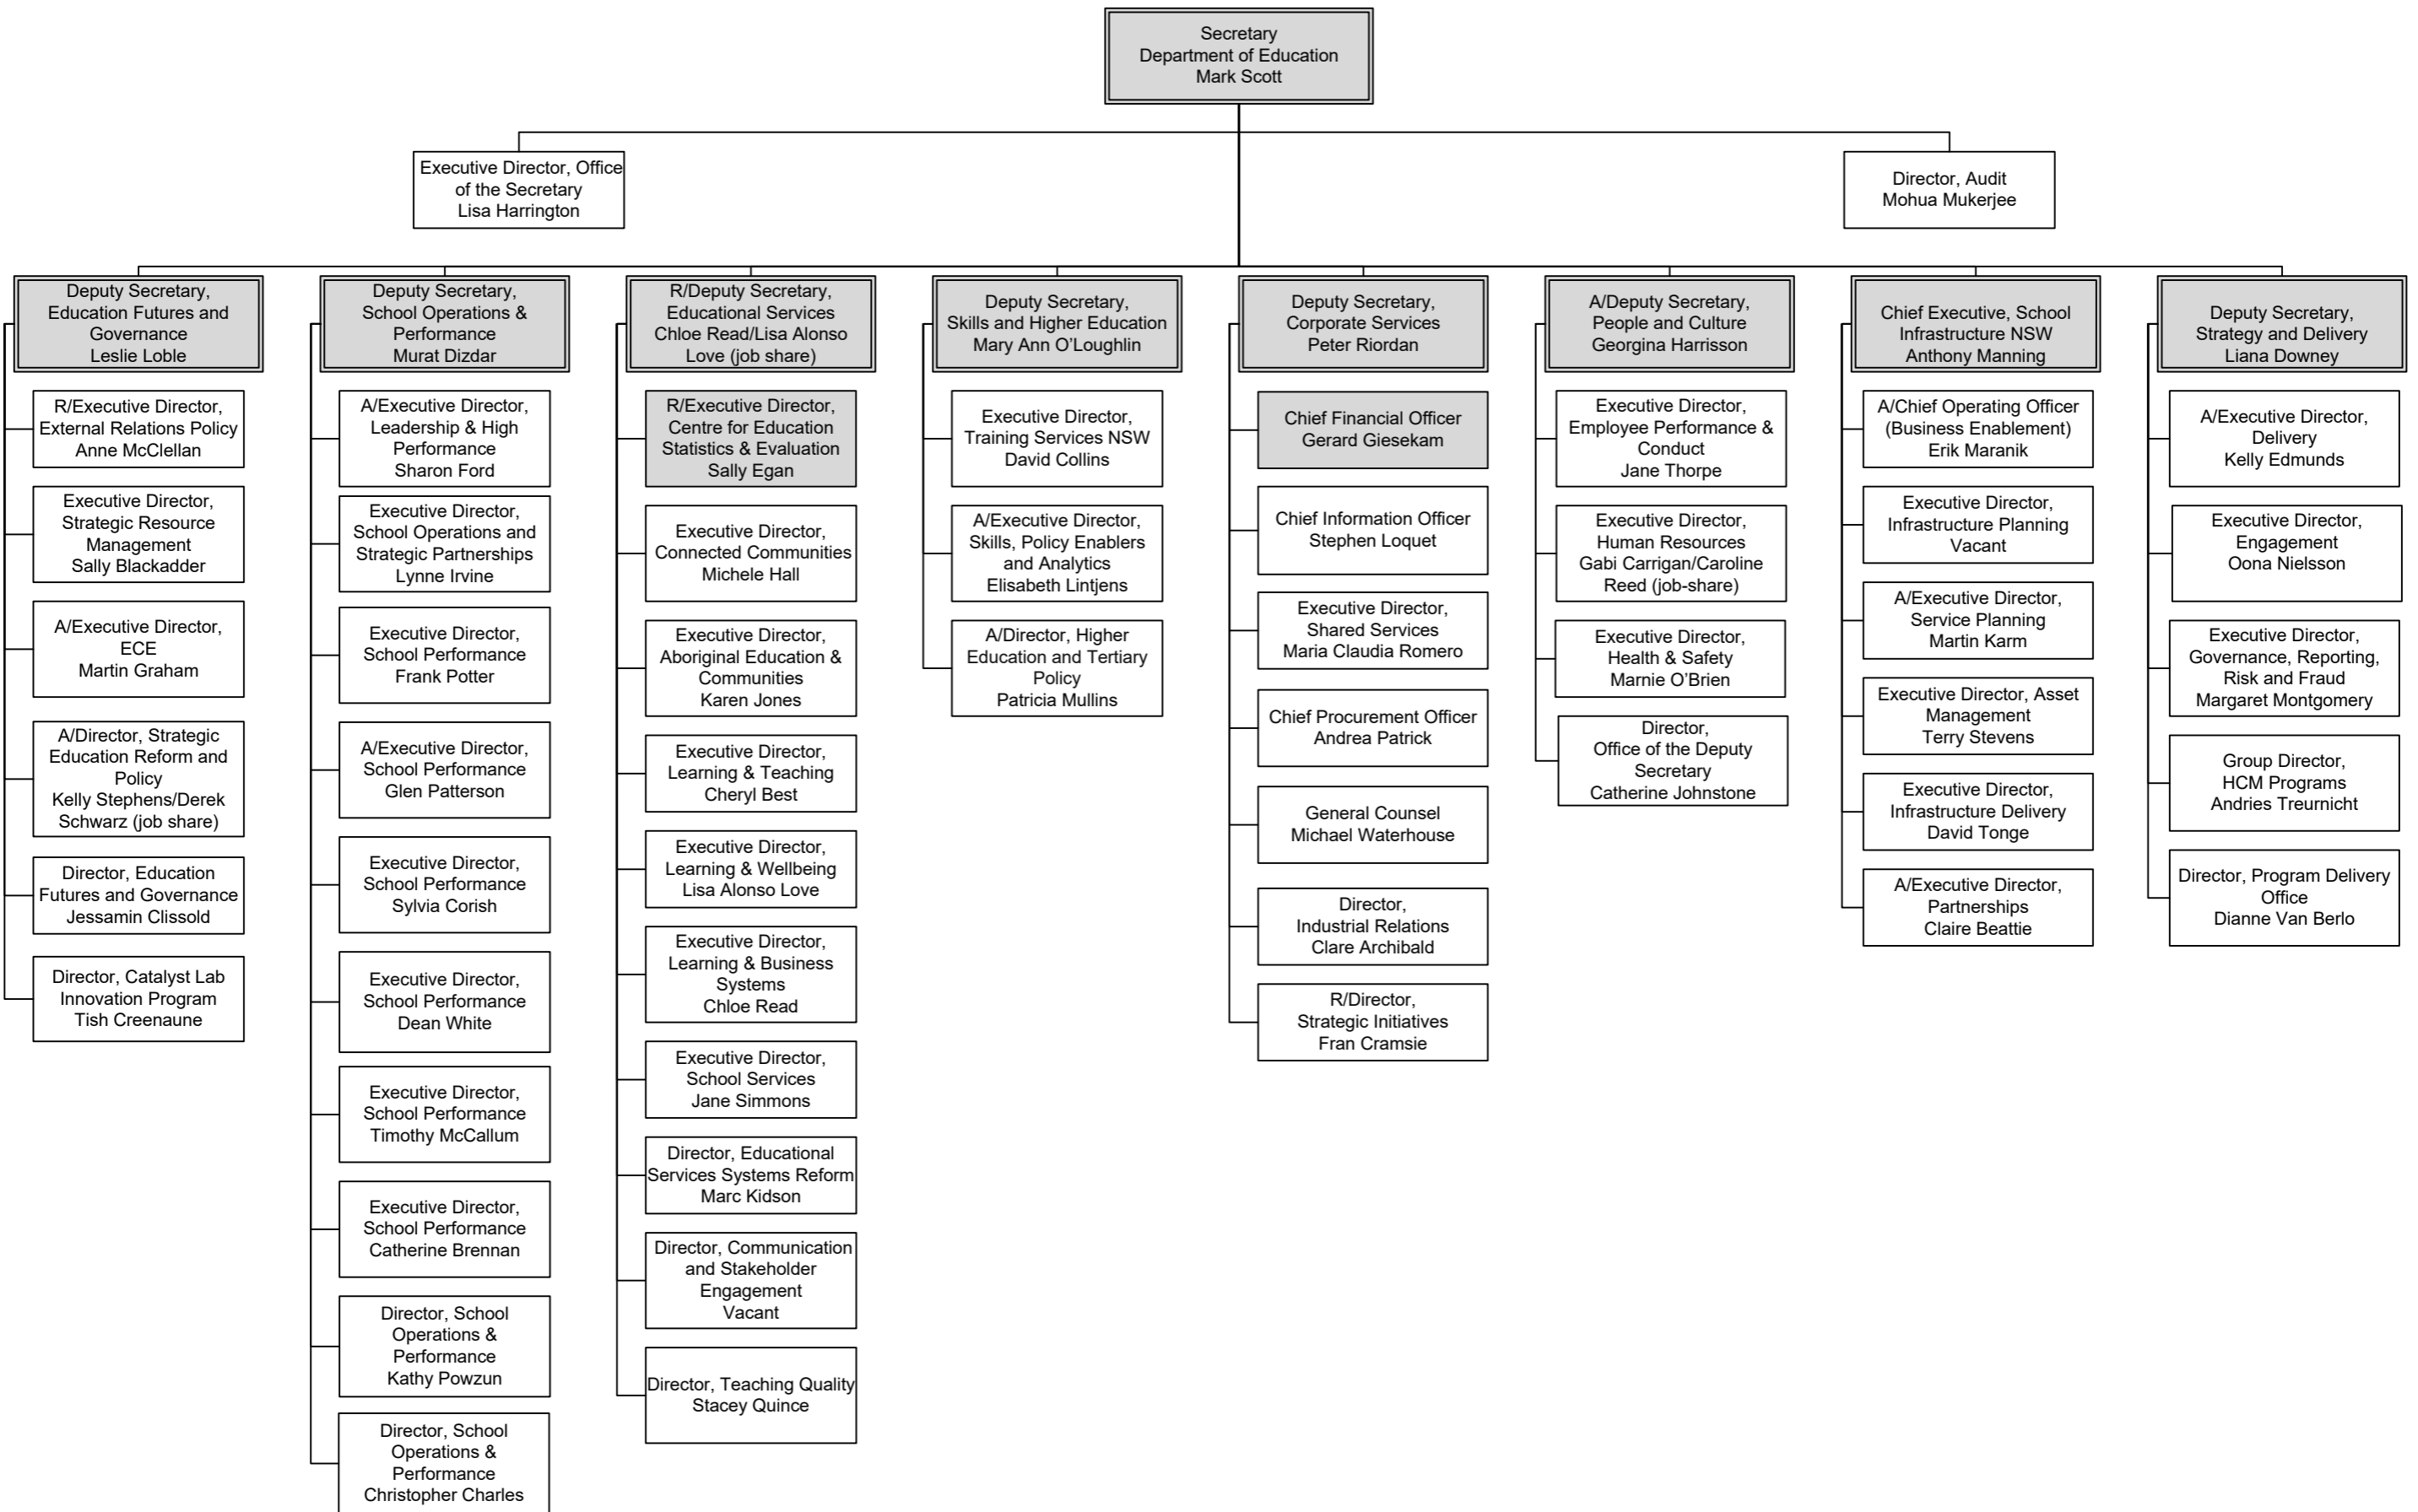 Secretary
Department of Education
Mark Scott
Executive Director, Office
of the Secretary
Lisa Harrington
Director, Audit
Mohua Mukerjee
Deputy Secretary,
Education Futures and
Governance
Leslie Loble
R/Executive Director,
External Relations Policy
Anne McClellan
Executive Director,
Strategic Resource
Management
Sally Blackadder
A/Executive Director,
ECE
Martin Graham
A/Director, Strategic
Education Reform and
Policy
Kelly Stephens/Derek
Schwarz (job share)
Director, Education
Futures and Governance
Jessamin Clissold
Director, Catalyst Lab
Innovation Program
Tish Creenaune
Deputy Secretary,
School Operations &
Performance
Murat Dizdar
A/Executive Director,
Leadership & High
Performance
Sharon Ford
Executive Director,
School Operations and
Strategic Partnerships
Lynne Irvine
Executive Director,
School Performance
Frank Potter
A/Executive Director,
School Performance
Glen Patterson
Executive Director,
School Performance
Sylvia Corish
Executive Director,
School Performance
Dean White
Executive Director,
School Performance
Timothy McCallum
Executive Director,
School Performance
Catherine Brennan
Director, School
Operations &
Performance
Kathy Powzun
Director, School
Operations &
Performance
Christopher Charles
R/Deputy Secretary,
Educational Services
Chloe Read/Lisa Alonso
Love (job share)
R/Executive Director,
Centre for Education
Statistics & Evaluation
Sally Egan
Executive Director,
Connected Communities
Michele Hall
Executive Director,
Aboriginal Education &
Communities
Karen Jones
Executive Director,
Learning & Teaching
Cheryl Best
Executive Director,
Learning & Wellbeing
Lisa Alonso Love
Executive Director,
Learning & Business
Systems
Chloe Read
Executive Director,
School Services
Jane Simmons
Director, Educational
Services Systems Reform
Marc Kidson
Director, Communication
and Stakeholder
Engagement
Vacant
Director, Teaching Quality
Stacey Quince
Deputy Secretary,
Skills and Higher Education
Mary Ann O’Loughlin
Executive Director,
Training Services NSW
David Collins
A/Executive Director,
Skills, Policy Enablers
and Analytics
Elisabeth Lintjens
A/Director, Higher
Education and Tertiary
Policy
Patricia Mullins
Deputy Secretary,
Corporate Services
Peter Riordan
Chief Financial Officer
Gerard Giesekam
Chief Information Officer
Stephen Loquet
Executive Director,
Shared Services
Maria Claudia Romero
Chief Procurement Officer
Andrea Patrick
General Counsel
Michael Waterhouse
Director,
Industrial Relations
Clare Archibald
R/Director,
Strategic Initiatives
Fran Cramsie
A/Deputy Secretary,
People and Culture
Georgina Harrisson
Executive Director,
Employee Performance &
Conduct
Jane Thorpe
Executive Director,
Human Resources
Gabi Carrigan/Caroline
Reed (job-share)
Executive Director,
Health & Safety
Marnie O’Brien
Director,
Office of the Deputy
Secretary
Catherine Johnstone
Chief Executive, School
Infrastructure NSW
Anthony Manning
A/Chief Operating Officer
(Business Enablement)
Erik Maranik
Executive Director,
Infrastructure Planning
Vacant
A/Executive Director,
Service Planning
Martin Karm
Executive Director, Asset
Management
Terry Stevens
Executive Director,
Infrastructure Delivery
David Tonge
A/Executive Director,
Partnerships
Claire Beattie
Deputy Secretary,
Strategy and Delivery
Liana Downey
A/Executive Director,
Delivery
Kelly Edmunds
Executive Director,
Engagement
Oona Nielsson
Executive Director,
Governance, Reporting,
Risk and Fraud
Margaret Montgomery
Group Director,
HCM Programs
Andries Treurnicht
Director, Program Delivery
Office
Dianne Van Berlo